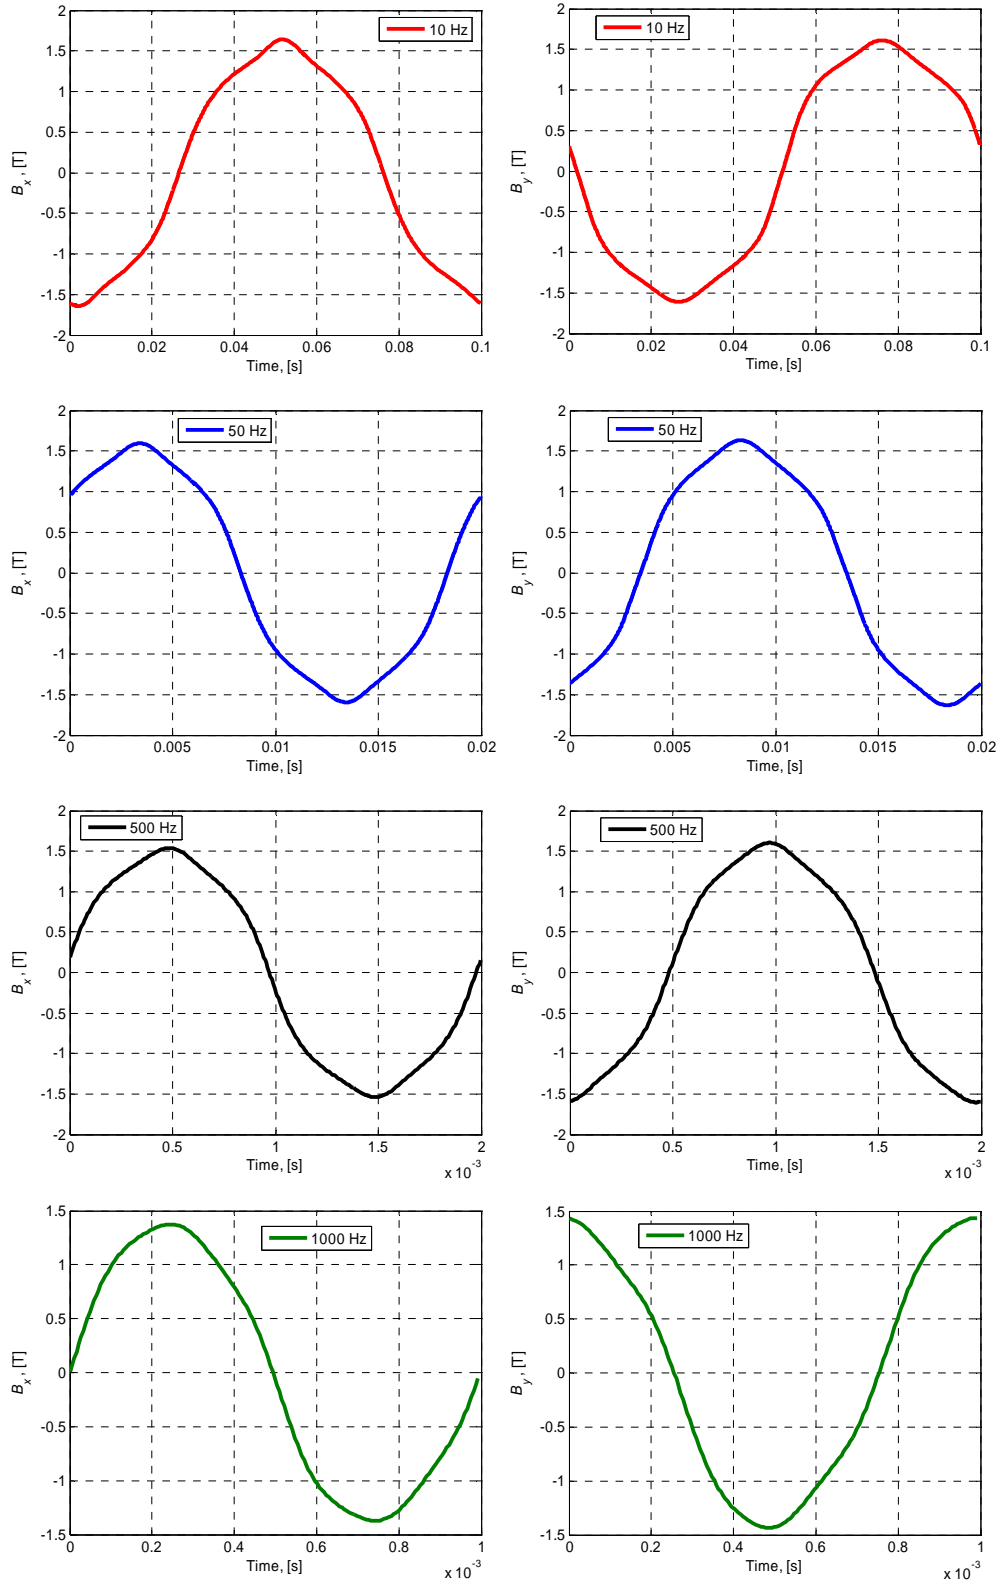 2
1.5
1
0.5
0
-0.5
-1
-1.5
-2
B_x, [T]
10 Hz
0 0.02 0.04 0.06 0.08 0.1
Time, [s]
2
1.5
1
0.5
0
-0.5
-1
-1.5
-2
B_y, [T]
10 Hz
0 0.02 0.04 0.06 0.08 0.1
Time, [s]
2
1.5
1
0.5
0
-0.5
-1
-1.5
-2
B_x, [T]
50 Hz
0 0.005 0.01 0.015 0.02
Time, [s]
2
1.5
1
0.5
0
-0.5
-1
-1.5
-2
B_y, [T]
50 Hz
0 0.005 0.01 0.015 0.02
Time, [s]
2
1.5
1
0.5
0
-0.5
-1
-1.5
-2
B_x, [T]
500 Hz
0 0.5 1 1.5 2
Time, [s]
x 10^-3
2
1.5
1
0.5
0
-0.5
-1
-1.5
-2
B_y, [T]
500 Hz
0 0.5 1 1.5 2
Time, [s]
x 10^-3
1.5
1
0.5
0
-0.5
-1
-1.5
B_x, [T]
1000 Hz
0 0.2 0.4 0.6 0.8 1
Time, [s]
x 10^-3
1.5
1
0.5
0
-0.5
-1
-1.5
B_y, [T]
1000 Hz
0 0.2 0.4 0.6 0.8 1
Time, [s]
x 10^-3